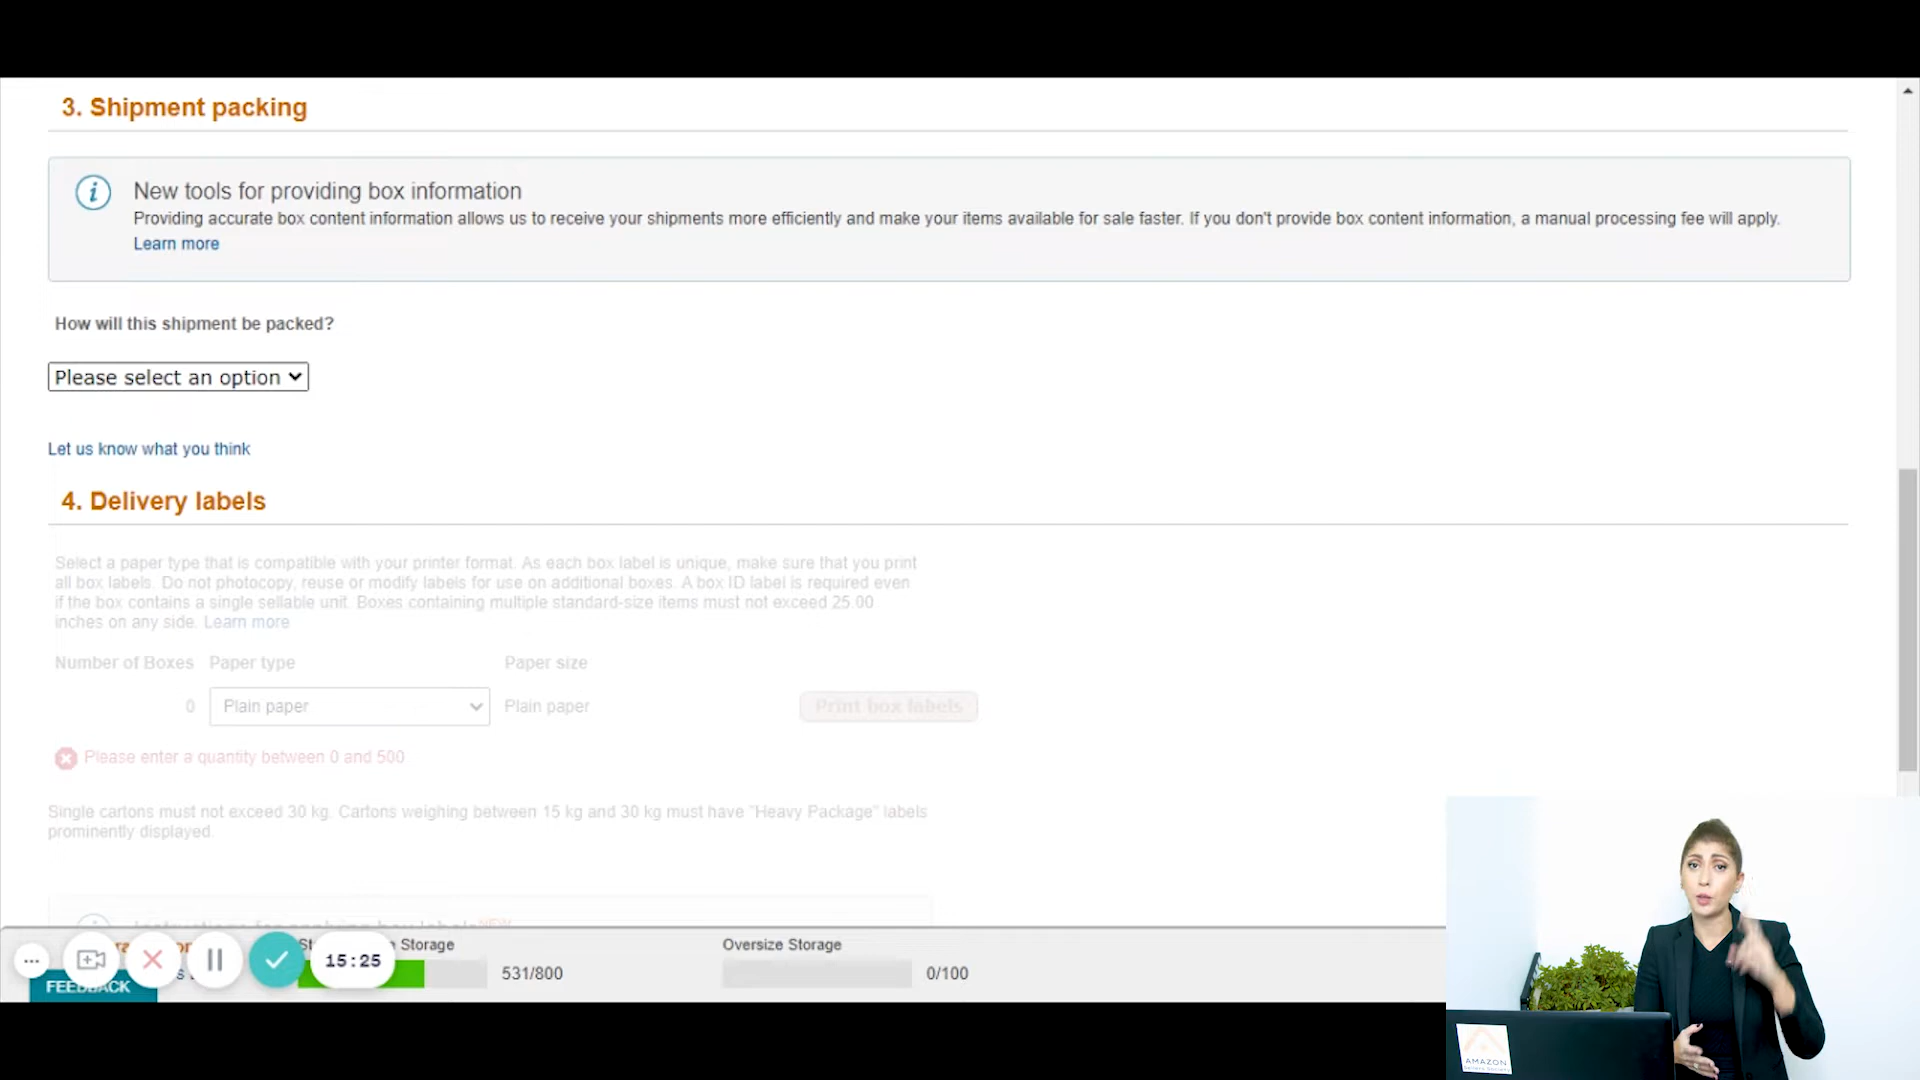 3. Shipment packing
New tools for providing box information
Providing accurate box content information allows us to receive your shipments more efficiently and make your items available for sale faster. If you don't provide box content information, a manual processing fee will apply.
Learn more
How will this shipment be packed?
Please select an option
Let us know what you think
4. Delivery labels
Select a paper type that is compatible with your printer format. As each box label is unique, make sure that you print
all box labels. Do not photocopy, reuse or modify labels for use on additional boxes. A box ID label is required even
if the box contains a single sellable unit. Boxes containing multiple standard-size items must not exceed 25.00
inches on any side. Learn more
Number of Boxes Paper type Paper size
0 Plain paper Plain paper Print box labels
Please enter a quantity between 0 and 500
Single cartons must not exceed 30 kg. Cartons weighing between 15 kg and 30 kg must have "Heavy Package" labels
prominently displayed.
NEW
Storage Oversize Storage
15:25 531/800 0/100
FEEDBACK
AMAZON